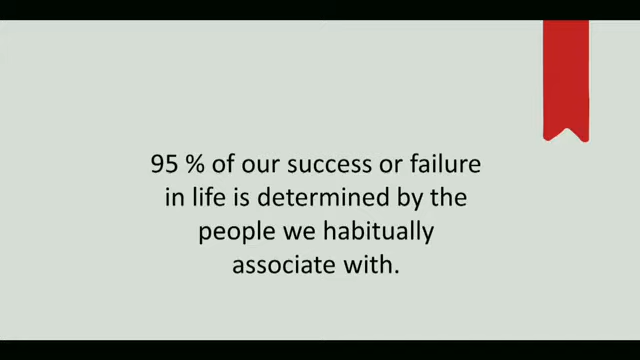 95 % of our success or failure
in life is determined by the
people we habitually
associate with.